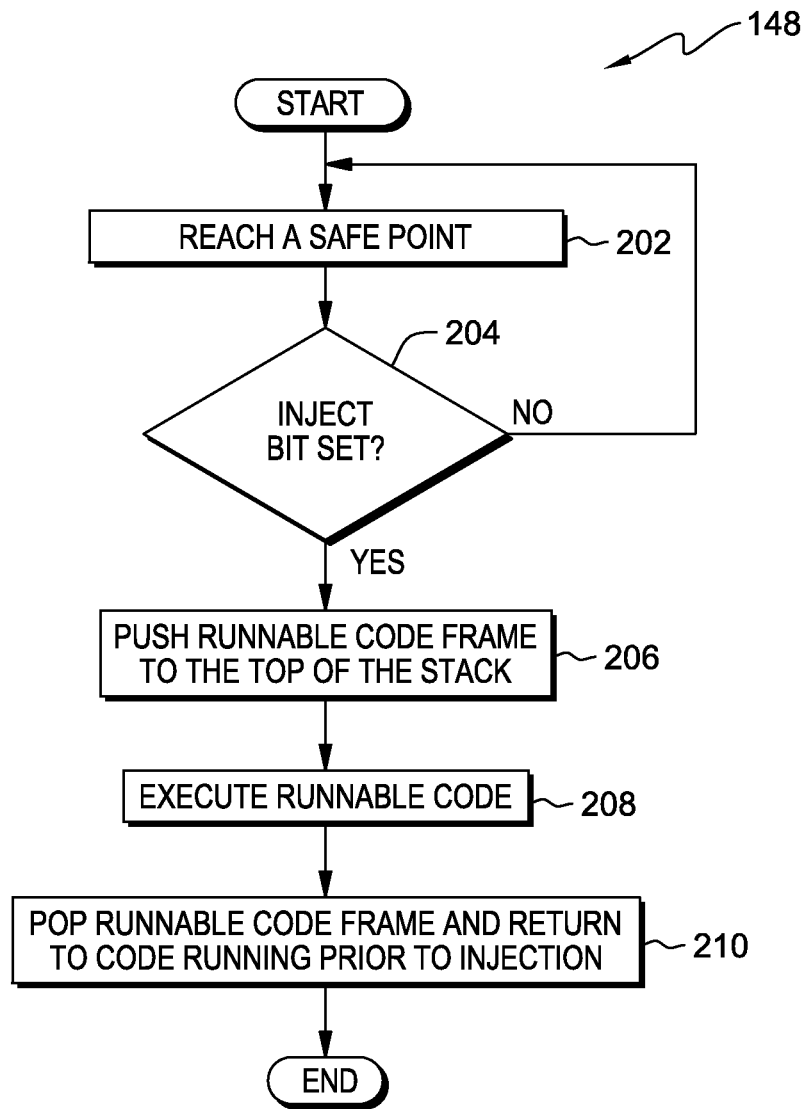 148
START
REACH A SAFE POINT
202
204
INJECT
BIT SET?
NO
YES
PUSH RUNNABLE CODE FRAME
TO THE TOP OF THE STACK
206
EXECUTE RUNNABLE CODE
208
POP RUNNABLE CODE FRAME AND RETURN
TO CODE RUNNING PRIOR TO INJECTION
210
END